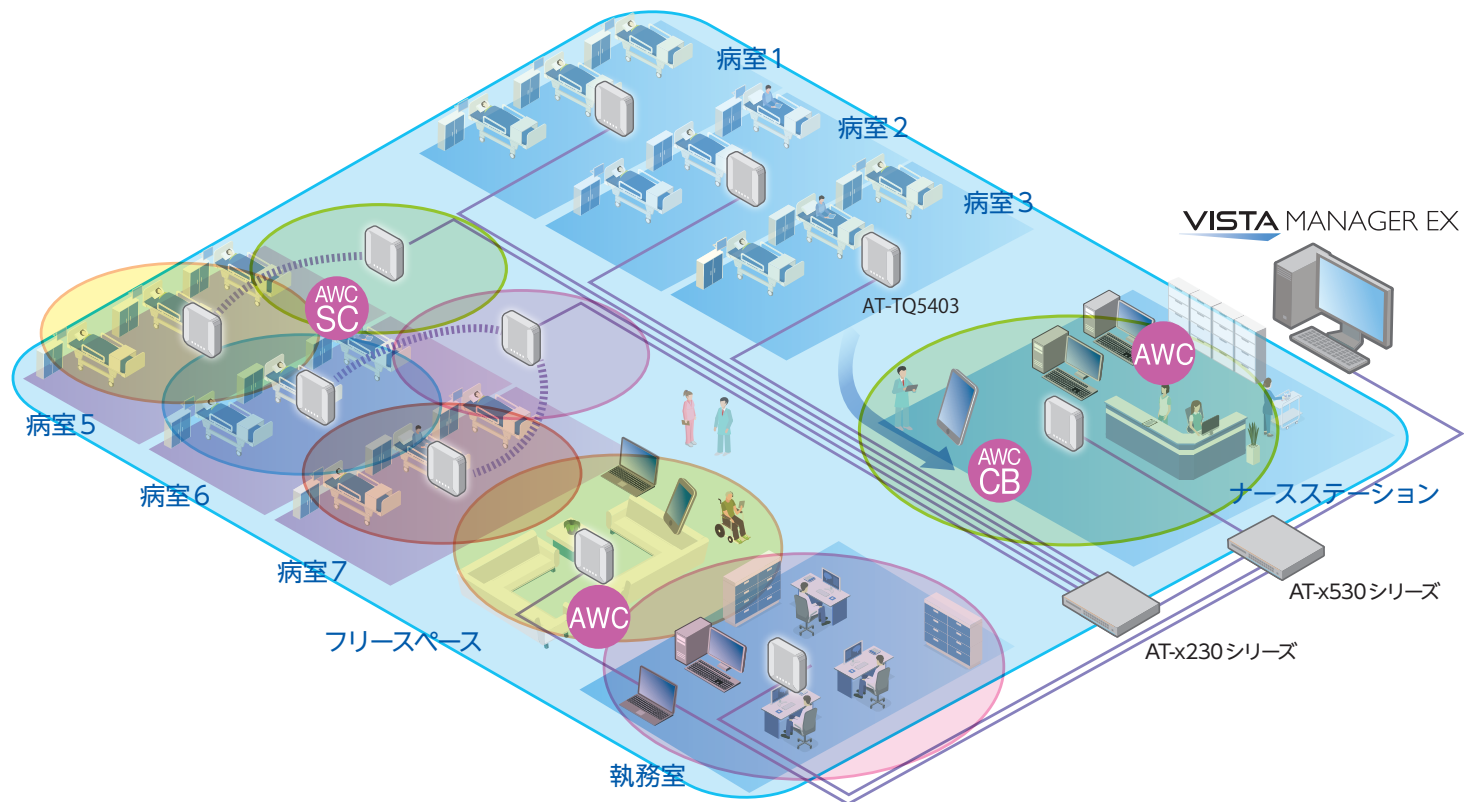 病室1
病室2
病室3
VISTA MANAGER EX
AT-TQ5403
AWC
SC
AWC
病室5
AWC
CB
病室6
ナースステーション
病室7
AT-x530シリーズ
AWC
フリースペース
AT-x230シリーズ
執務室